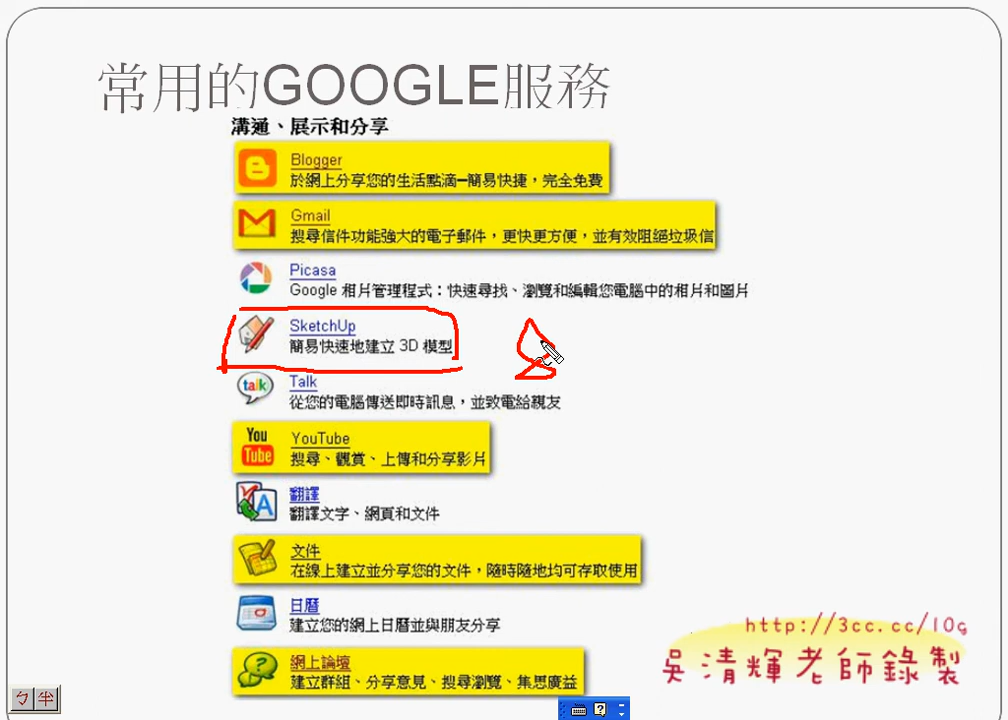 常用的GOOGLE服務
溝通、展示和分享
Blogger
於網上分享您的生活點滴─簡易快捷，完全免費
Gmail
搜尋信件功能強大的電子郵件，更快更方便，並有效阻絕垃圾信
Picasa
Google 相片管理程式：快速尋找、瀏覽和編輯您電腦中的相片和圖片
SketchUp
簡易快速地建立 3D 模型
talk
Talk
從您的電腦傳送即時訊息，並致電給親友
You
Tube
YouTube
搜尋、觀賞、上傳和分享影片
翻譯
翻譯文字、網頁和文件
文件
在線上建立並分享您的文件，隨時隨地均可存取使用
日曆
建立您的網上日曆並與朋友分享
網上論壇
建立群組、分享意見、搜尋瀏覽、集思廣益
http://3cc.cc/10g
吳清輝老師錄製
ㄅ半